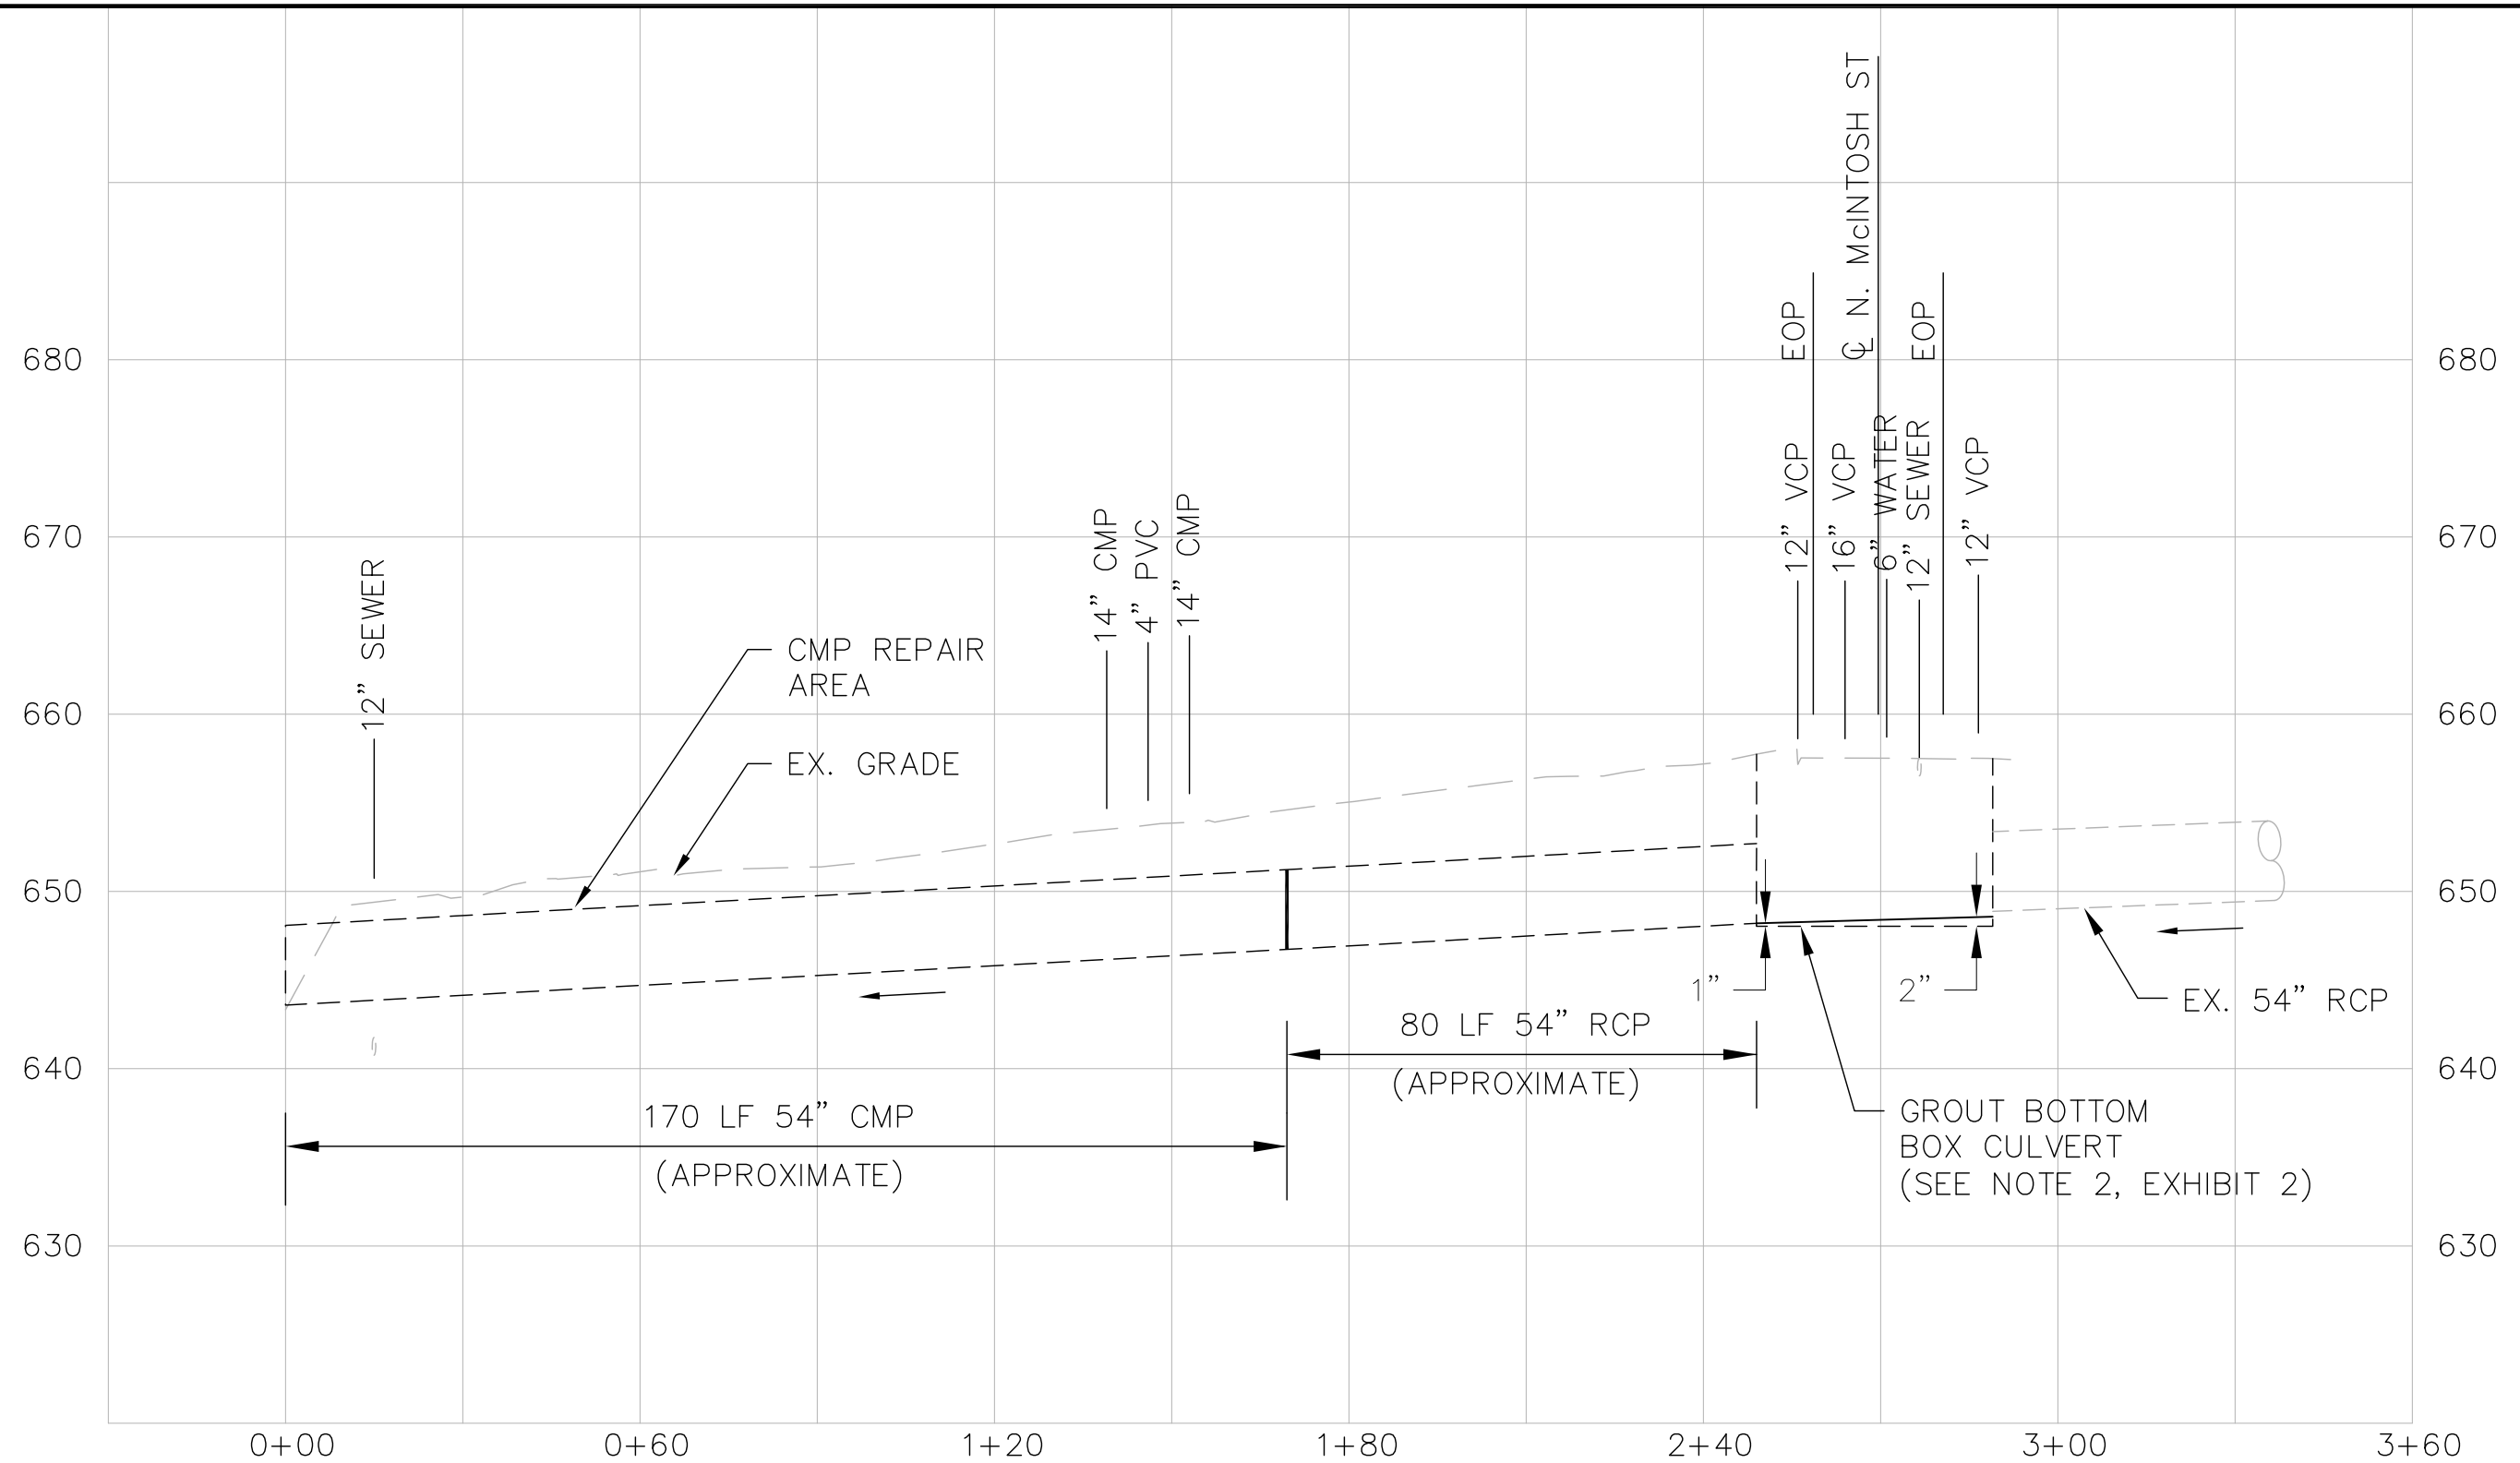 ℄ N. McINTOSH ST
EOP
EOP
680
680
12” VCP
16” VCP
6” WATER
12” SEWER
12” VCP
670
670
12” SEWER
14” CMP
4” PVC
14” CMP
CMP REPAIR
AREA
660
660
EX. GRADE
650
650
1”
2”
EX. 54” RCP
80 LF 54” RCP
(APPROXIMATE)
640
640
170 LF 54” CMP
(APPROXIMATE)
GROUT BOTTOM
BOX CULVERT
(SEE NOTE 2, EXHIBIT 2)
630
630
0+00
0+60
1+20
1+80
2+40
3+00
3+60